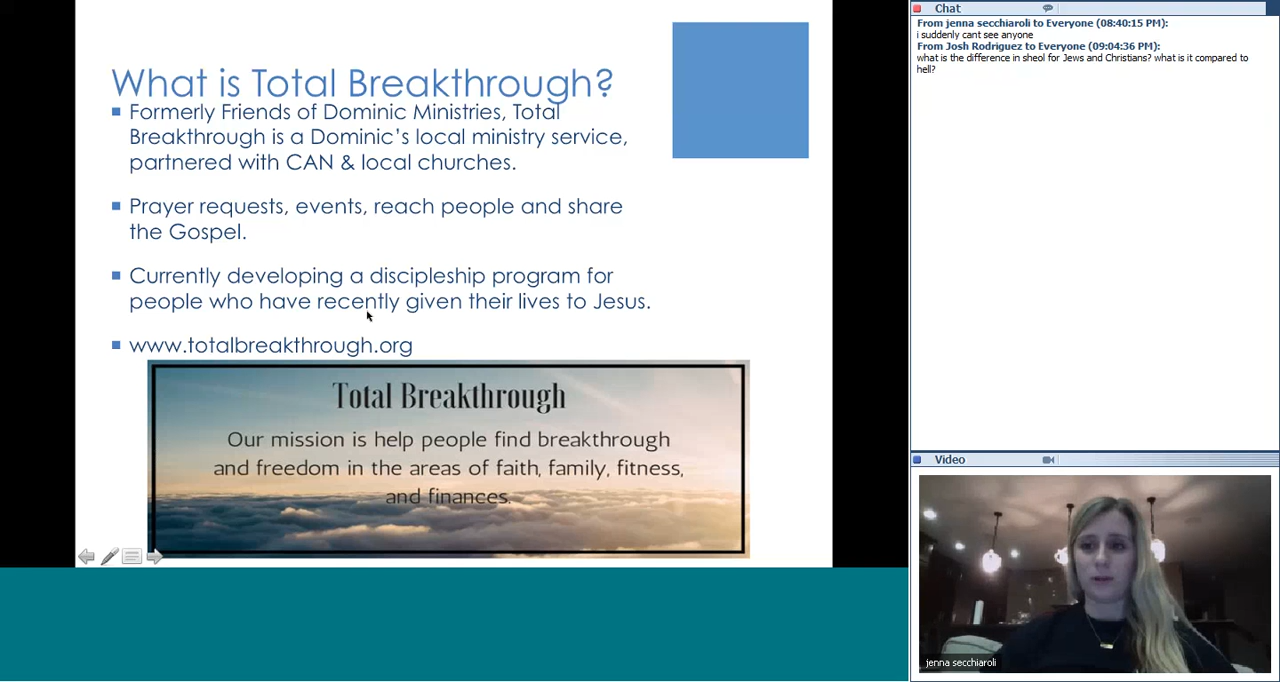 What is Total Breakthrough?
Formerly Friends of Dominic Ministries, Total
Breakthrough is a Dominic's local ministry service,
partnered with CAN & local churches.
Prayer requests, events, reach people and share
the Gospel.
Currently developing a discipleship program for
people who have recently given their lives to Jesus.
www.totalbreakthrough.org
Total Breakthrough
Our mission is help people find breakthrough
and freedom in the areas of faith, family, fitness,
and finances.
Chat
From jenna secchiaroli to Everyone (08:40:15 PM):
i suddenly cant see anyone
From Josh Rodriguez to Everyone (09:04:36 PM):
what is the difference in sheol for Jews and Christians? what is it compared to
hell?
Video
jenna secchiaroli